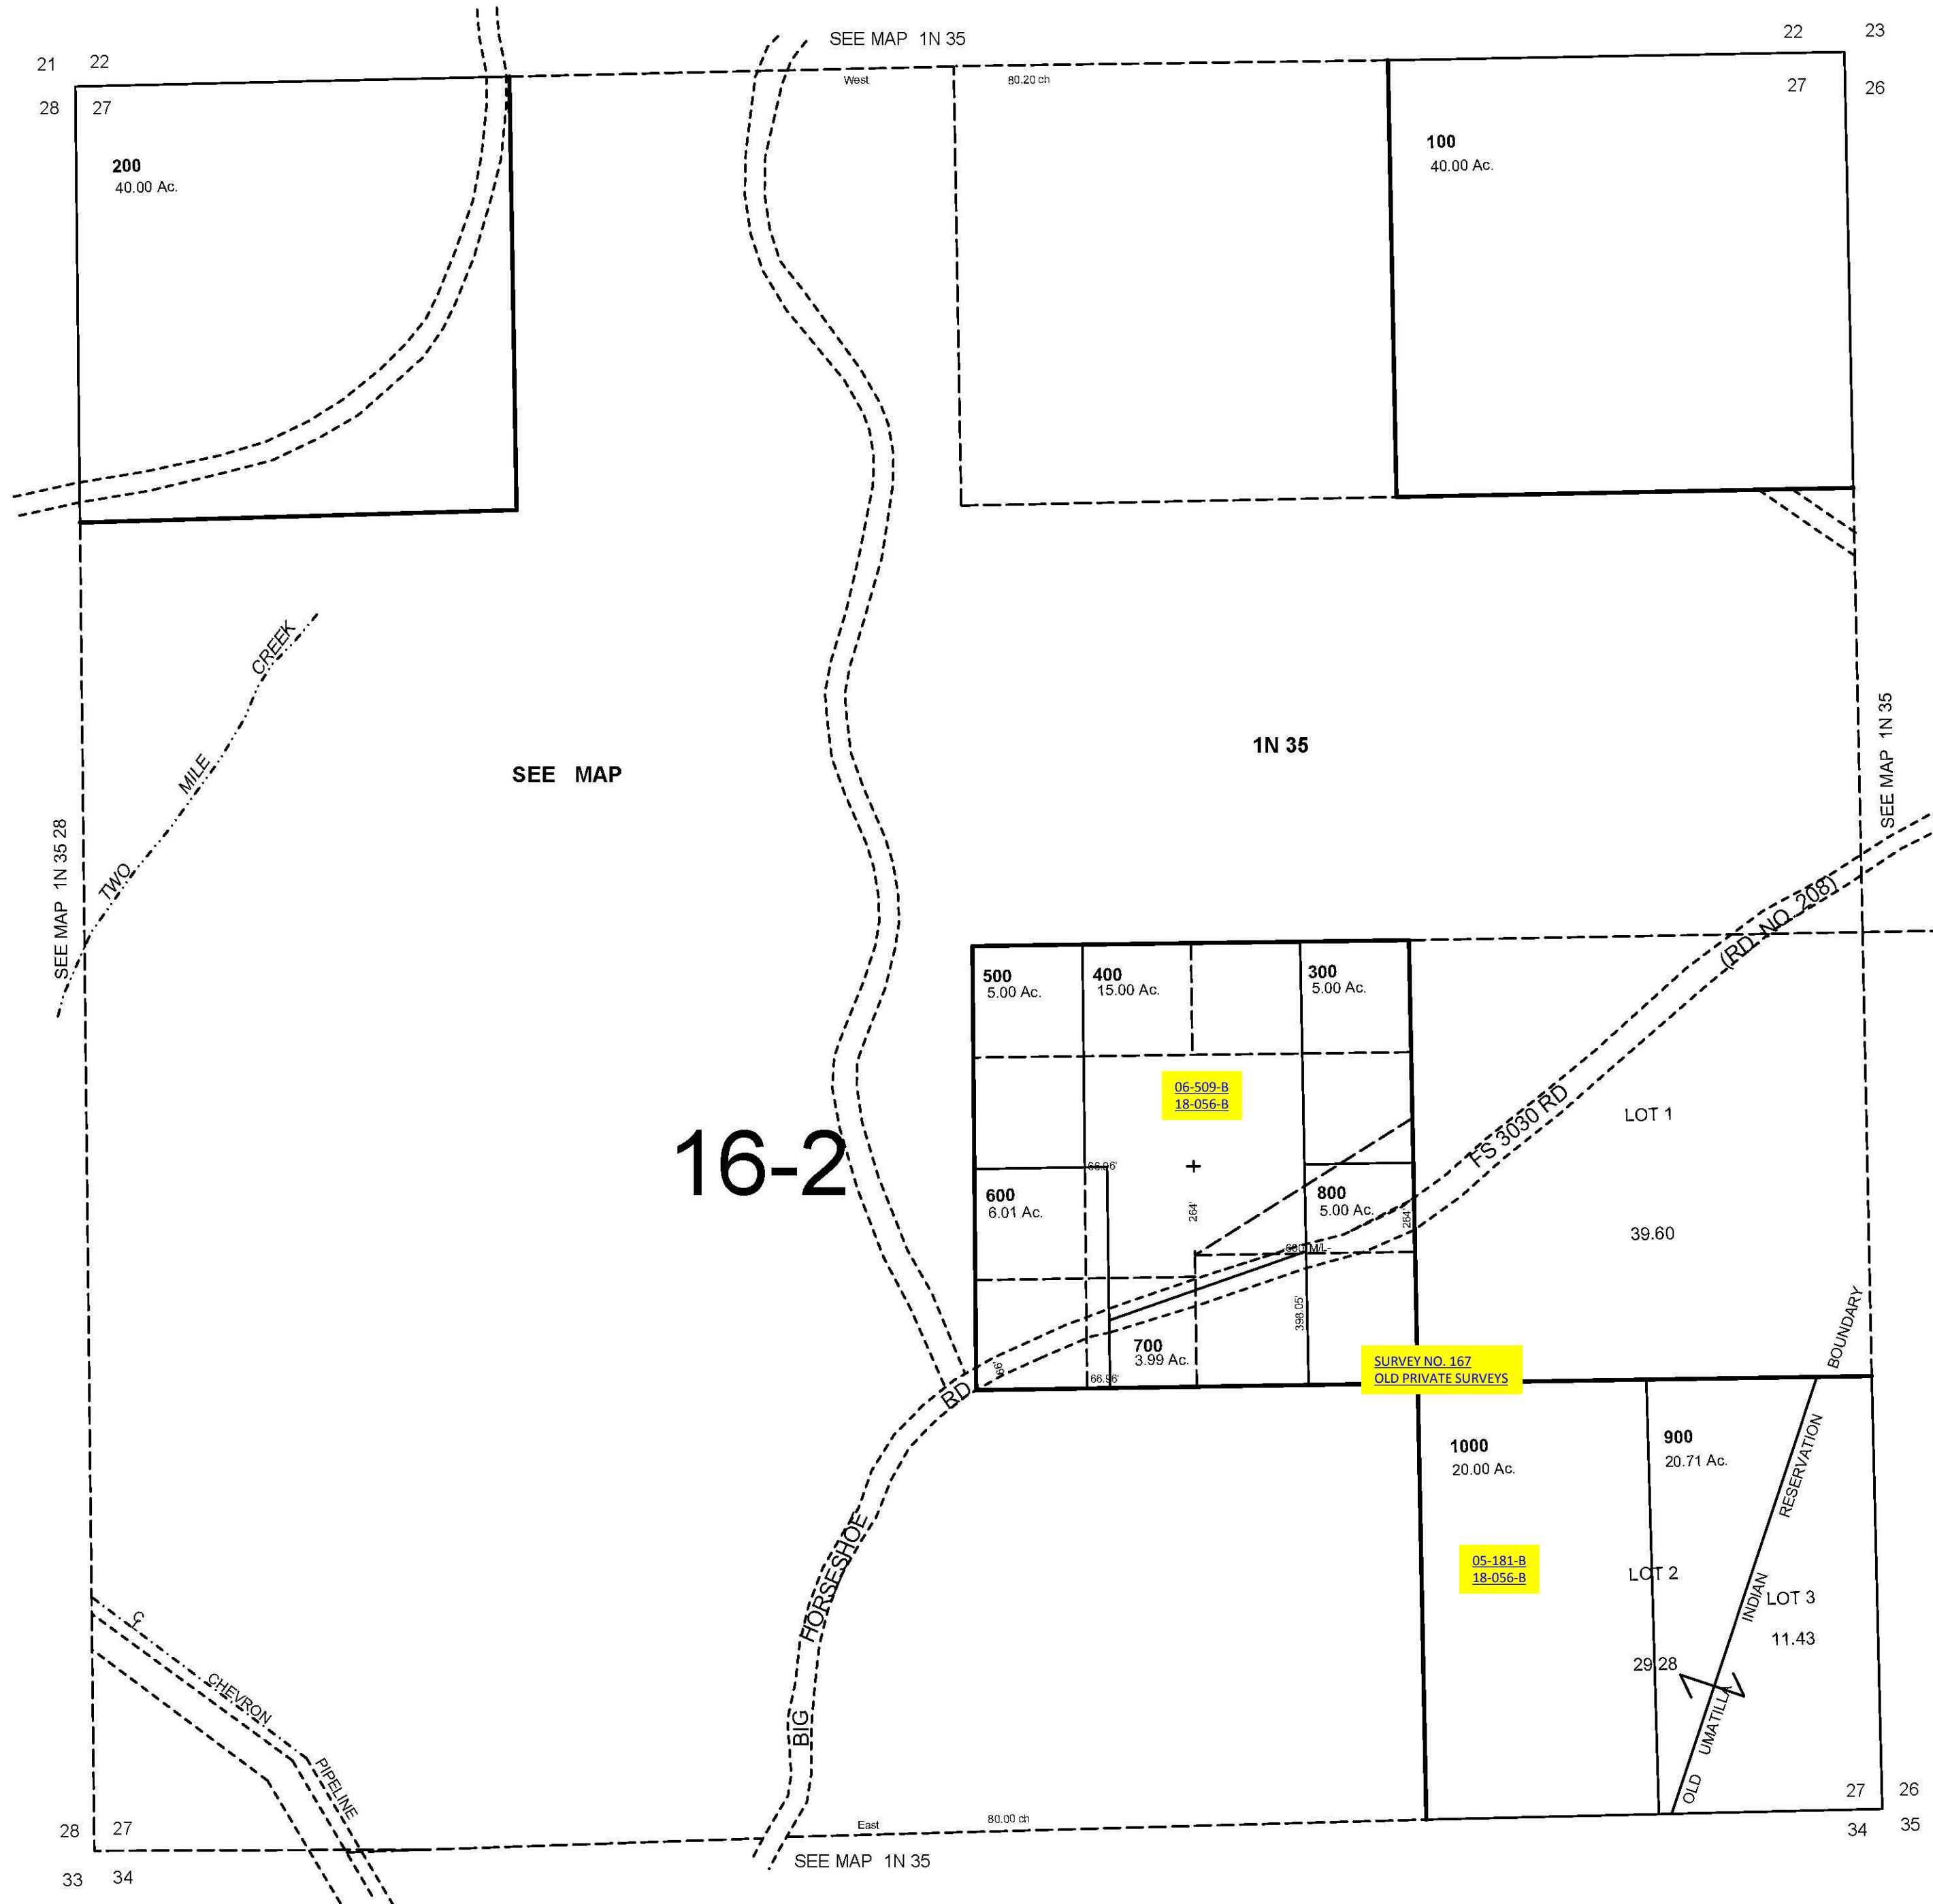 SEE MAP 1N 35
21 22
22 23
28 27
27 26
West 80.20 ch
200
40.00 Ac.
100
40.00 Ac.
TWO MILE CREEK
SEE MAP
1N 35
SEE MAP 1N 35 28
SEE MAP 1N 35
(RD. NO. 208)
FS 3030 RD
500
5.00 Ac.
400
15.00 Ac.
300
5.00 Ac.
06-509-B
18-056-B
16-2
66.96'
600
6.01 Ac.
264'
800
5.00 Ac.
264'
LOT 1
39.60
398.05'
700
3.99 Ac.
66'
66.96'
SURVEY NO. 167
OLD PRIVATE SURVEYS
BIG HORSESHOE RD
1000
20.00 Ac.
900
20.71 Ac.
05-181-B
18-056-B
LOT 2
29.28
LOT 3
11.43
OLD UMATILLA INDIAN RESERVATION BOUNDARY
CHEVRON PIPELINE
East 80.00 ch
28 27
33 34
27 26
34 35
SEE MAP 1N 35